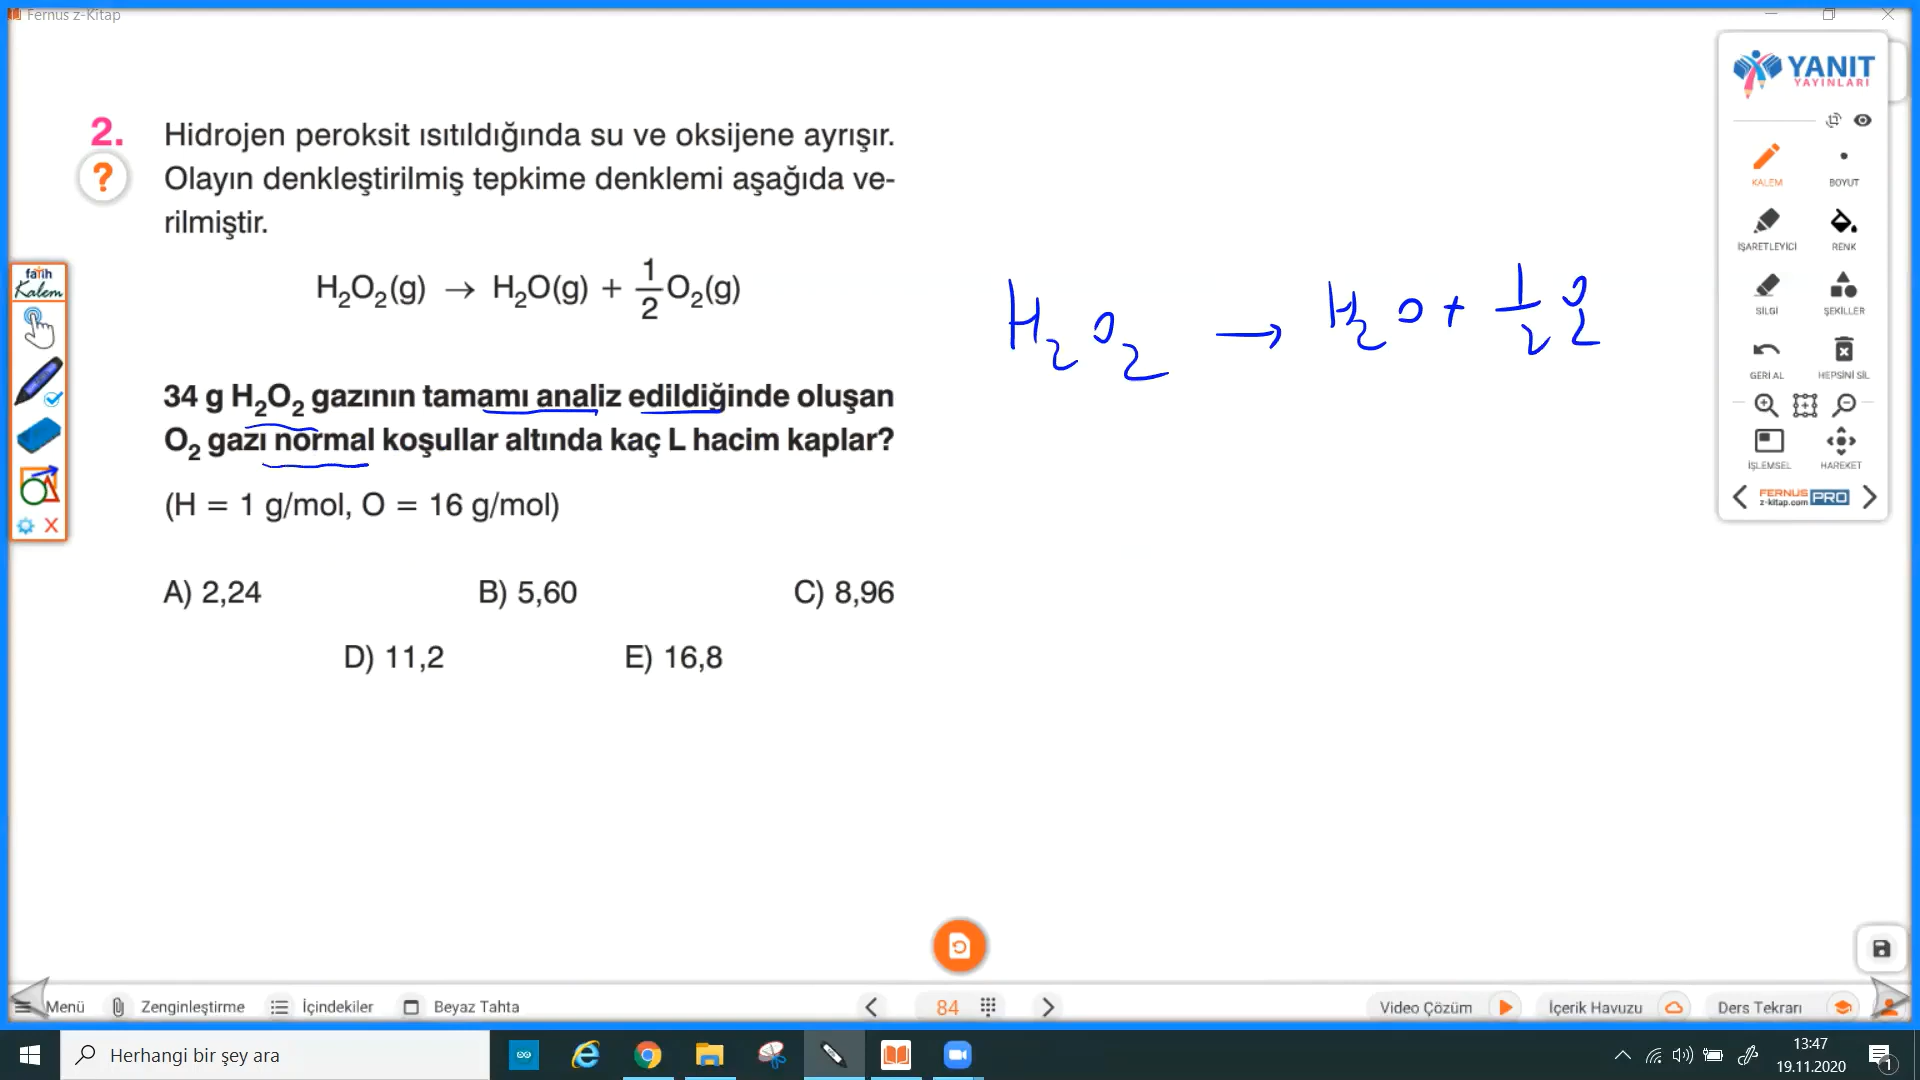 Fernus z-Kitap
2. Hidrojen peroksit ısıtıldığında su ve oksijene ayrışır.
? Olayın denkleştirilmiş tepkime denklemi aşağıda ve-
rilmiştir.
H₂O₂(g) → H₂O(g) + 1/2 O₂(g)
34 g H₂O₂ gazının tamamı analiz edildiğinde oluşan
O₂ gazı normal koşullar altında kaç L hacim kaplar?
(H = 1 g/mol, O = 16 g/mol)
A) 2,24 B) 5,60 C) 8,96
D) 11,2 E) 16,8
H₂O₂ → H₂O + 1/2 O₂
fatih
Kalem
YANIT
YAYINLARI
KALEM BOYUT
İŞARETLEYİCİ RENK
SİLGİ ŞEKİLLER
GERİ AL HEPSİNİ SİL
İŞLEMSEL HAREKET
FERNUS
z-kitap.com PRO
Menü Zenginleştirme İçindekiler Beyaz Tahta 84 Video Çözüm İçerik Havuzu Ders Tekrarı
Herhangi bir şey ara
13:47
19.11.2020
1